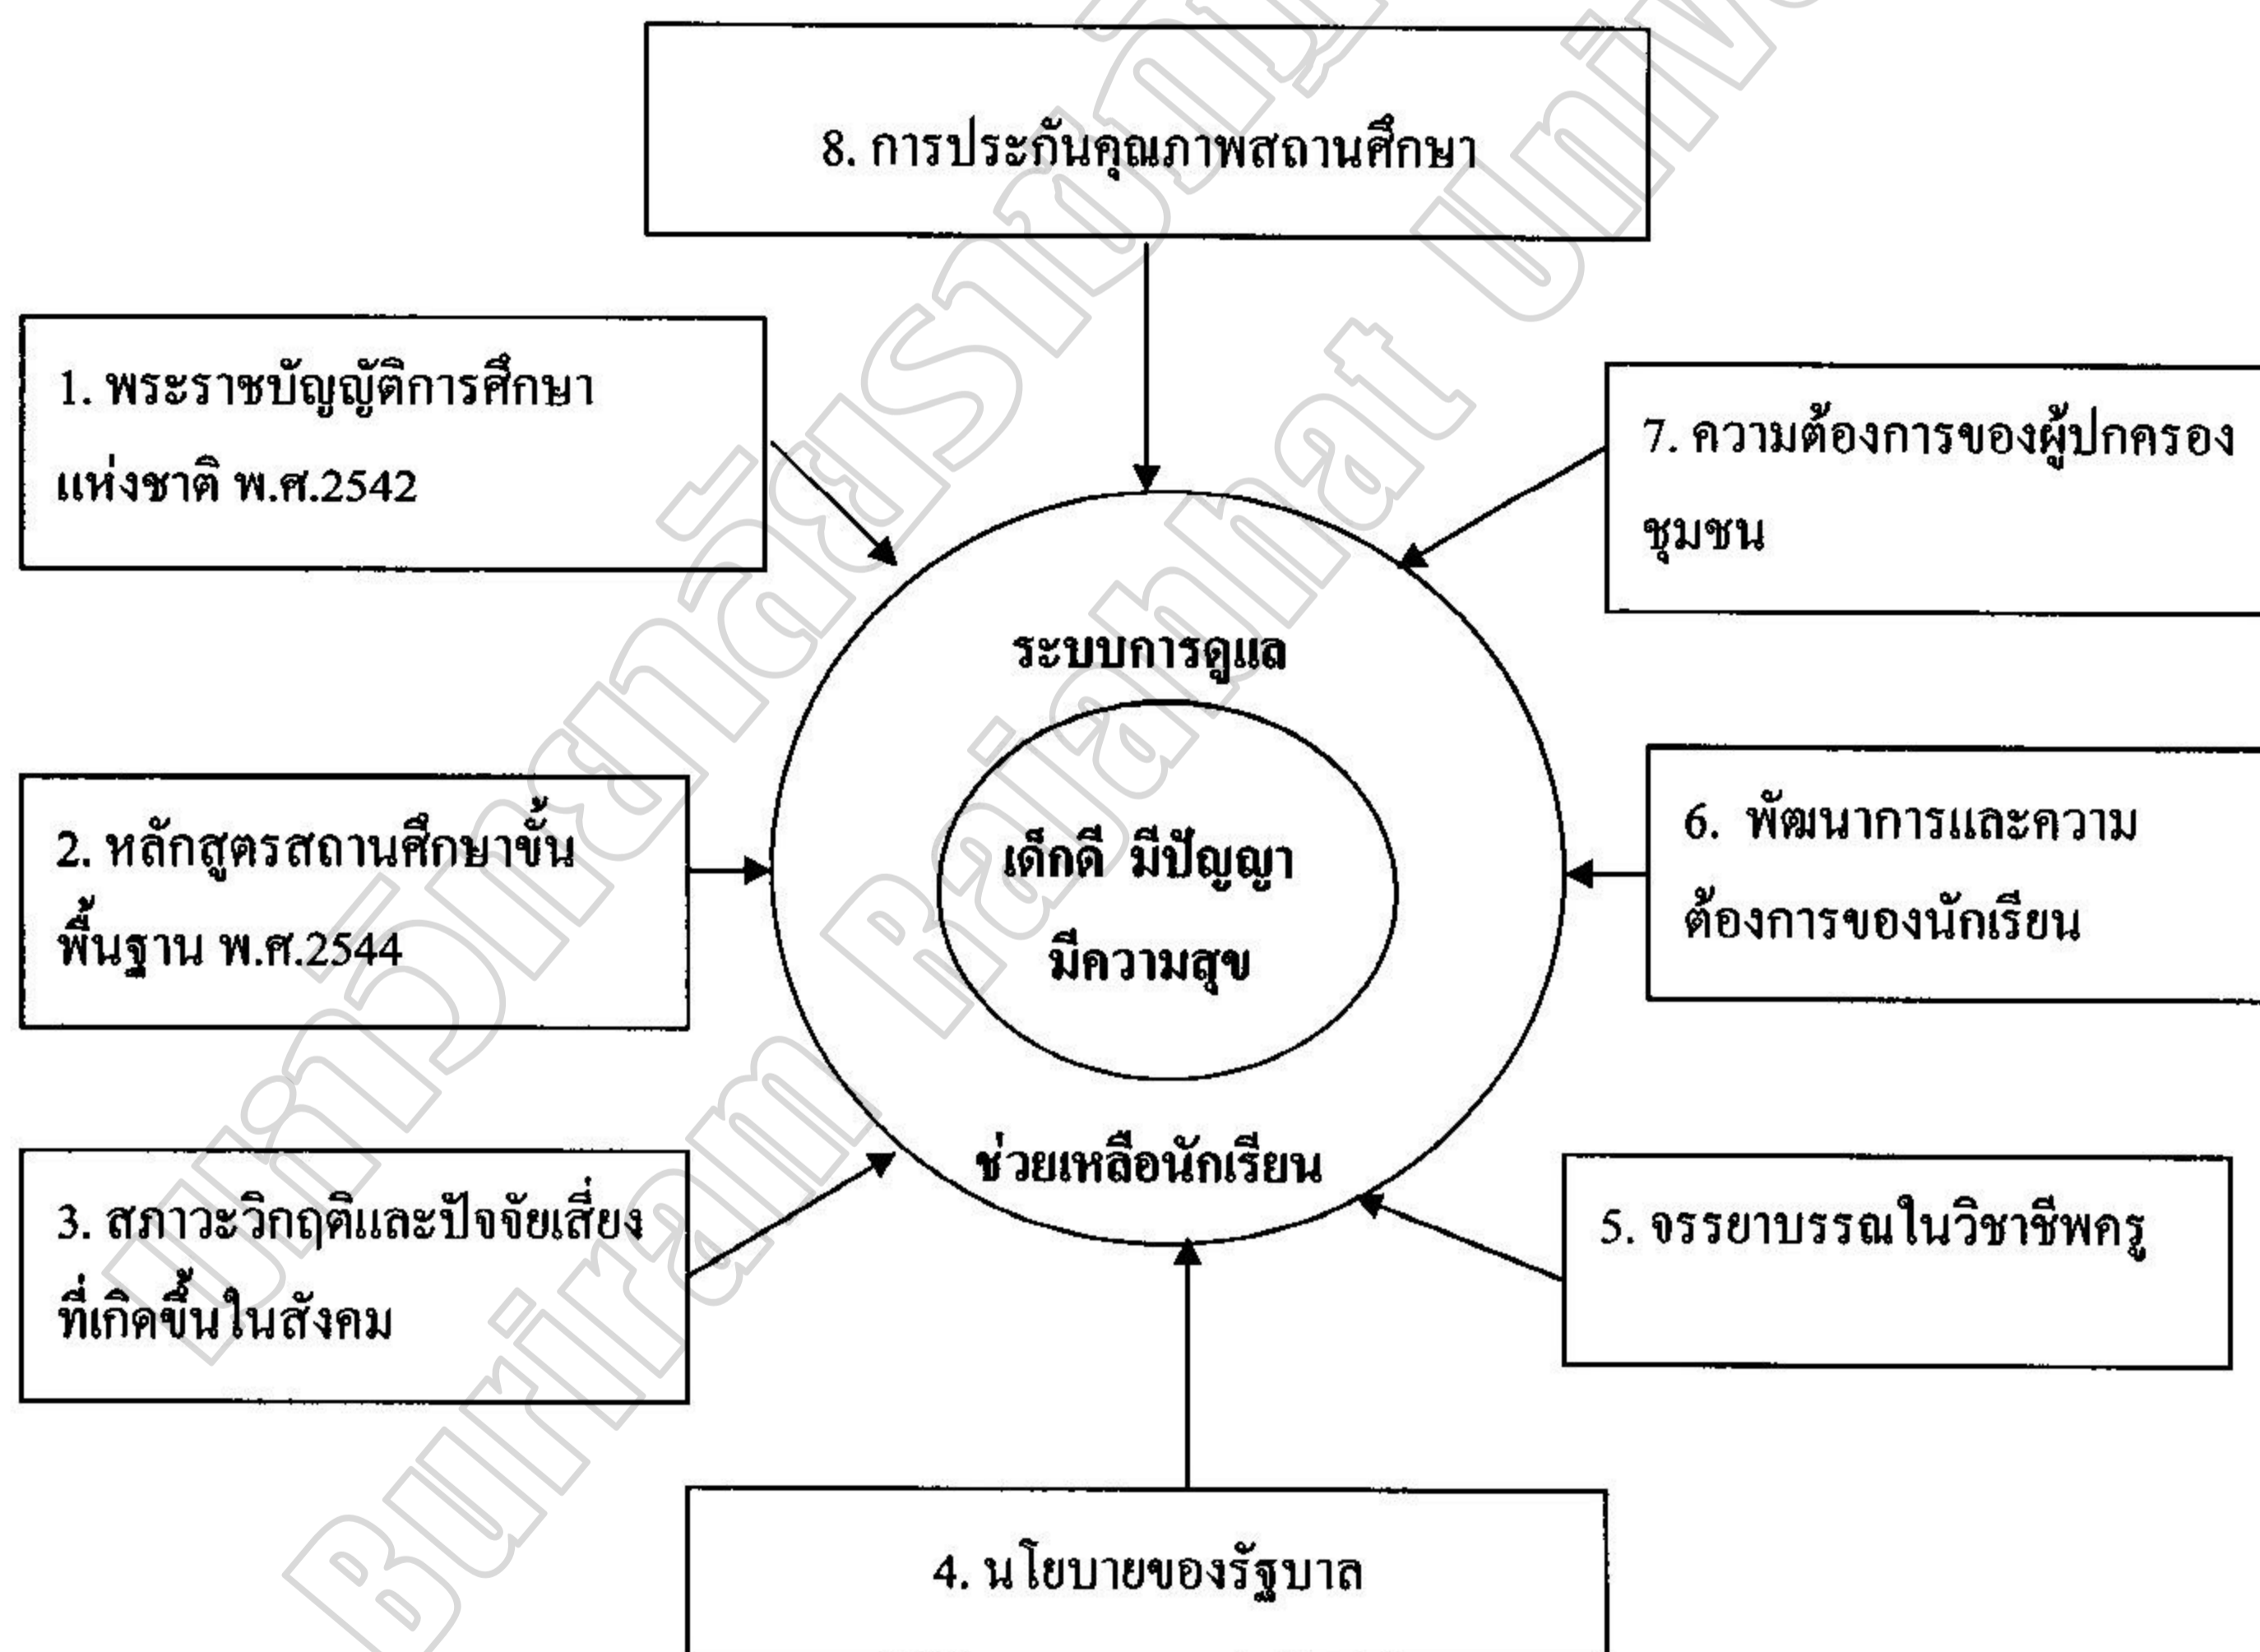 8. การประกันคุณภาพสถานศึกษา
1. พระราชบัญญัติการศึกษา
แห่งชาติ พ.ศ.2542
7. ความต้องการของผู้ปกครอง
ชุมชน
ระบบการดูแล
2. หลักสูตรสถานศึกษาขั้น
พื้นฐาน พ.ศ.2544
เด็กดี มีปัญญา
มีความสุข
6. พัฒนาการและความ
ต้องการของนักเรียน
ช่วยเหลือนักเรียน
3. สภาวะวิกฤติและปัจจัยเสี่ยง
ที่เกิดขึ้นในสังคม
5. จรรยาบรรณในวิชาชีพครู
4. นโยบายของรัฐบาล
Buriram Rajabhat